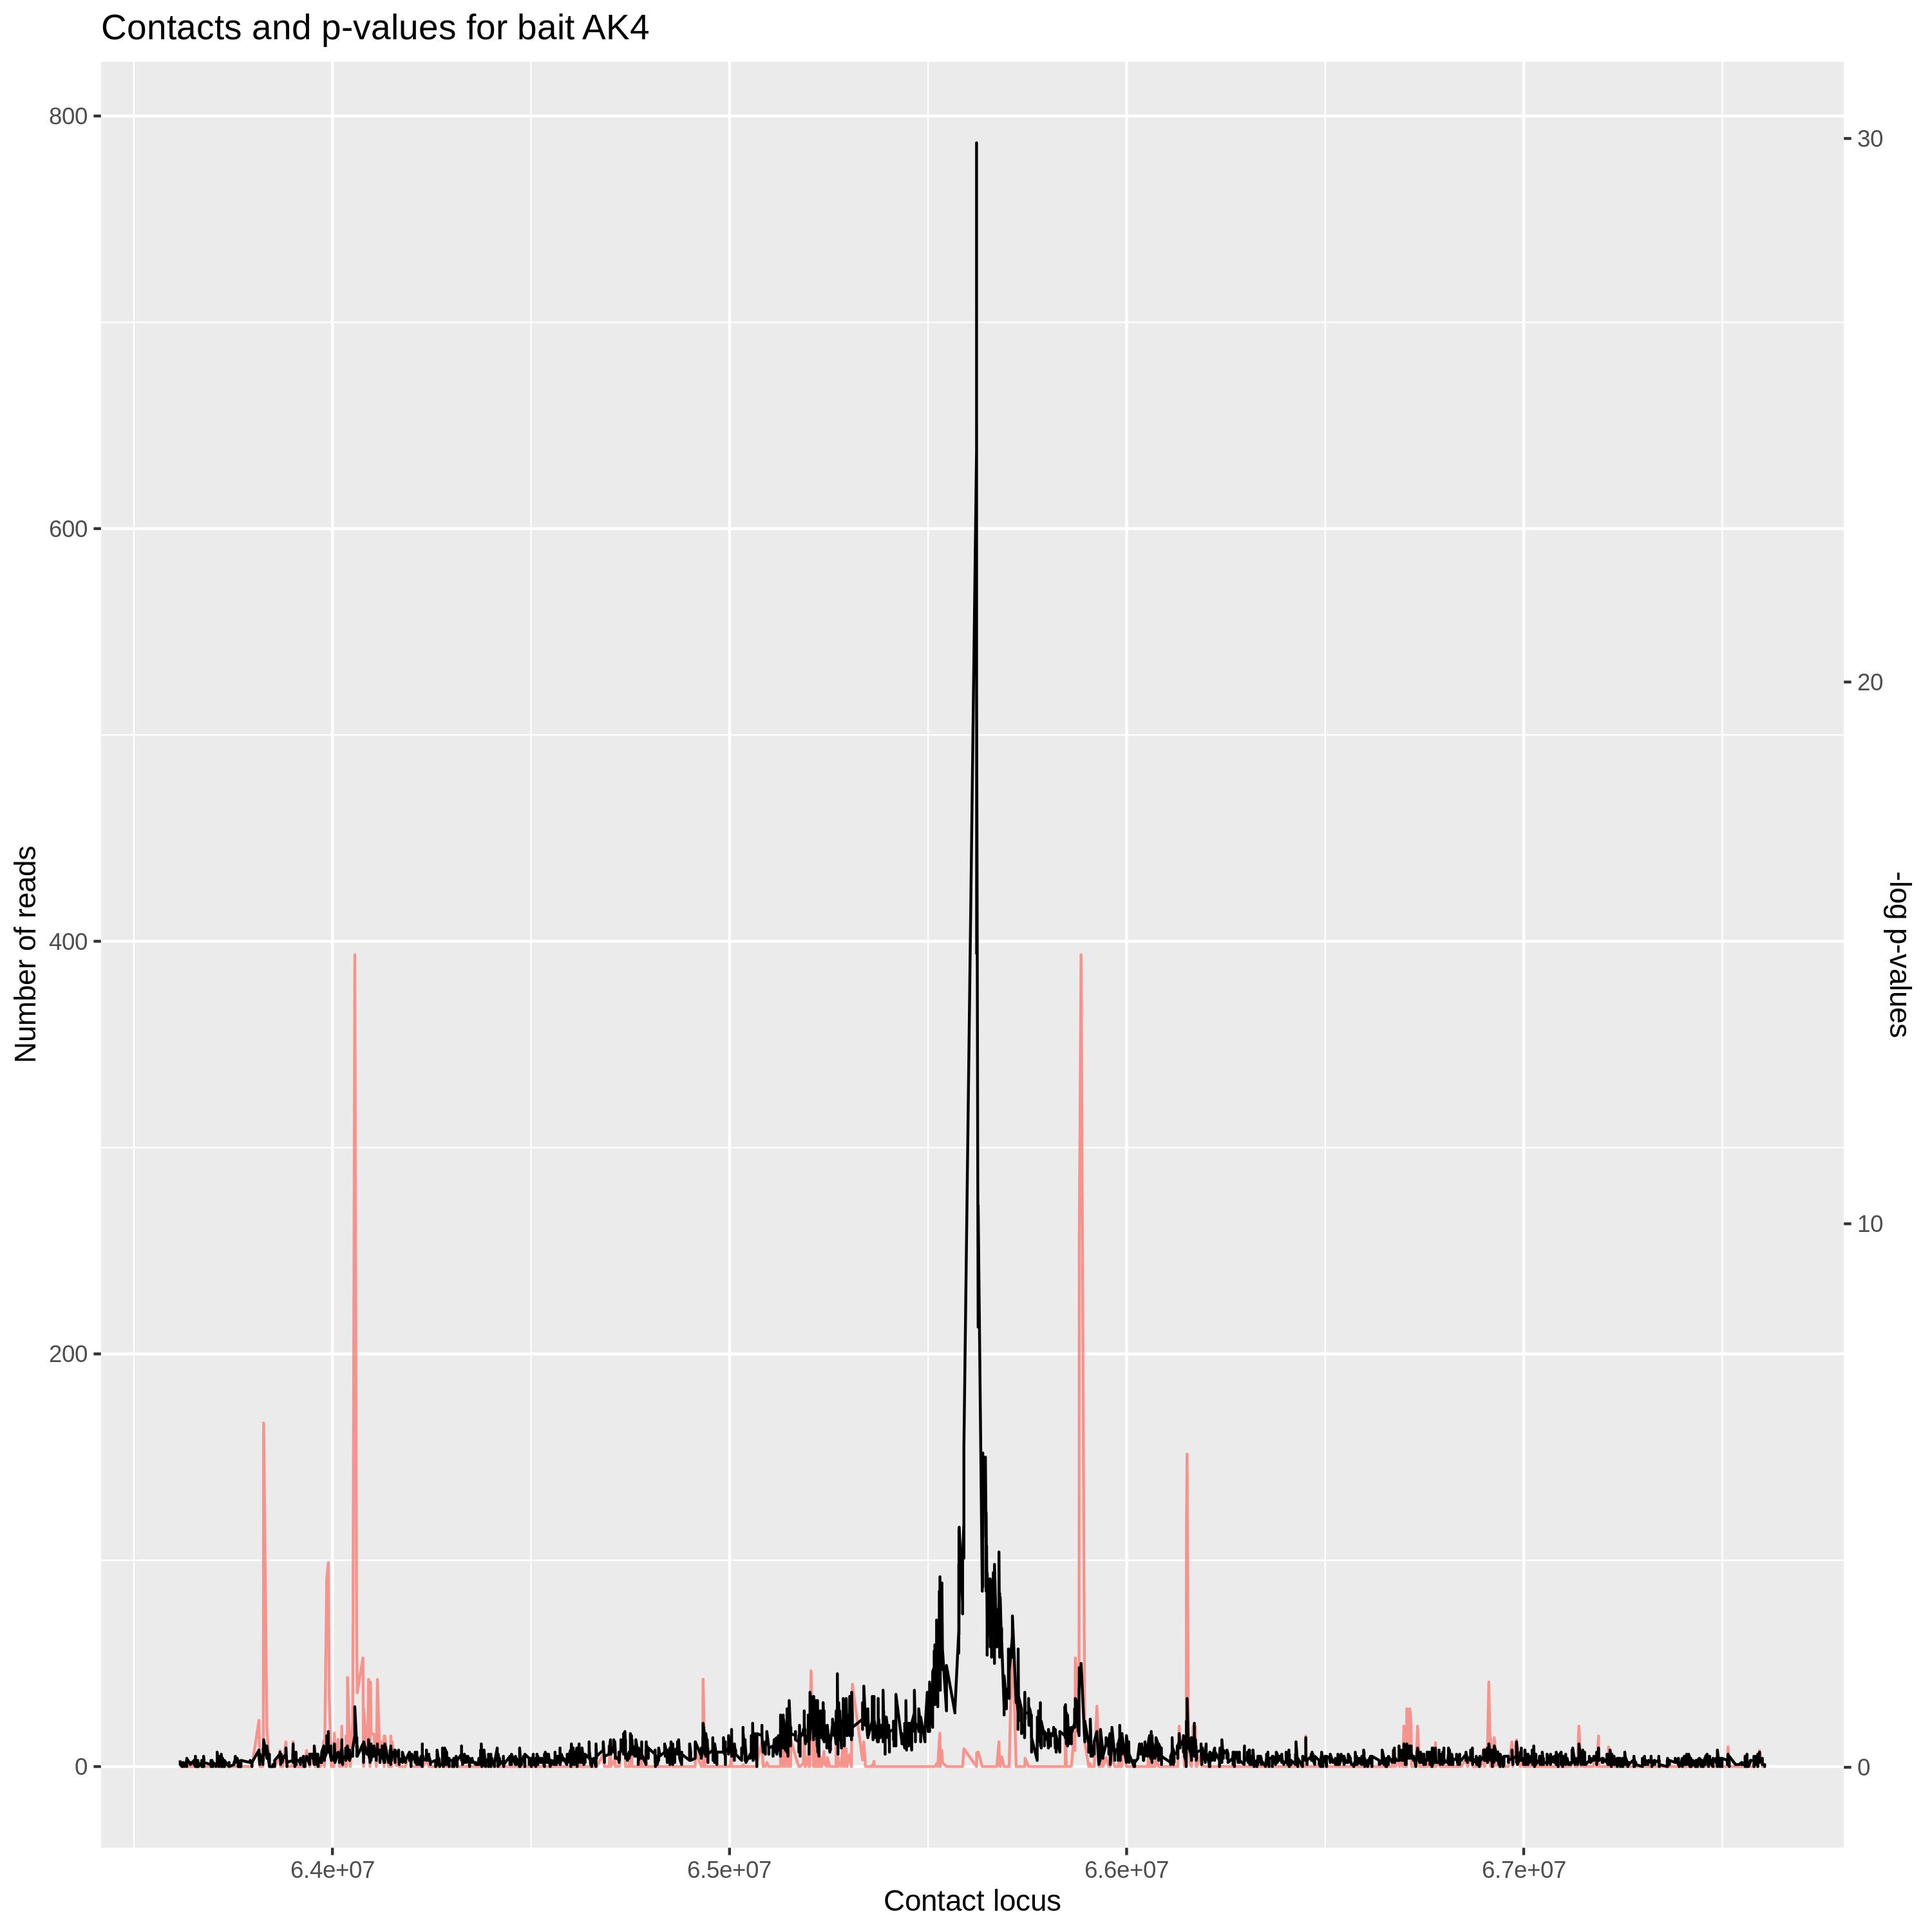 Contacts and p-values for bait AK4
800
600
400
200
0
30
20
10
0
Number of reads
-log p-values
6.4e+07
6.5e+07
6.6e+07
6.7e+07
Contact locus